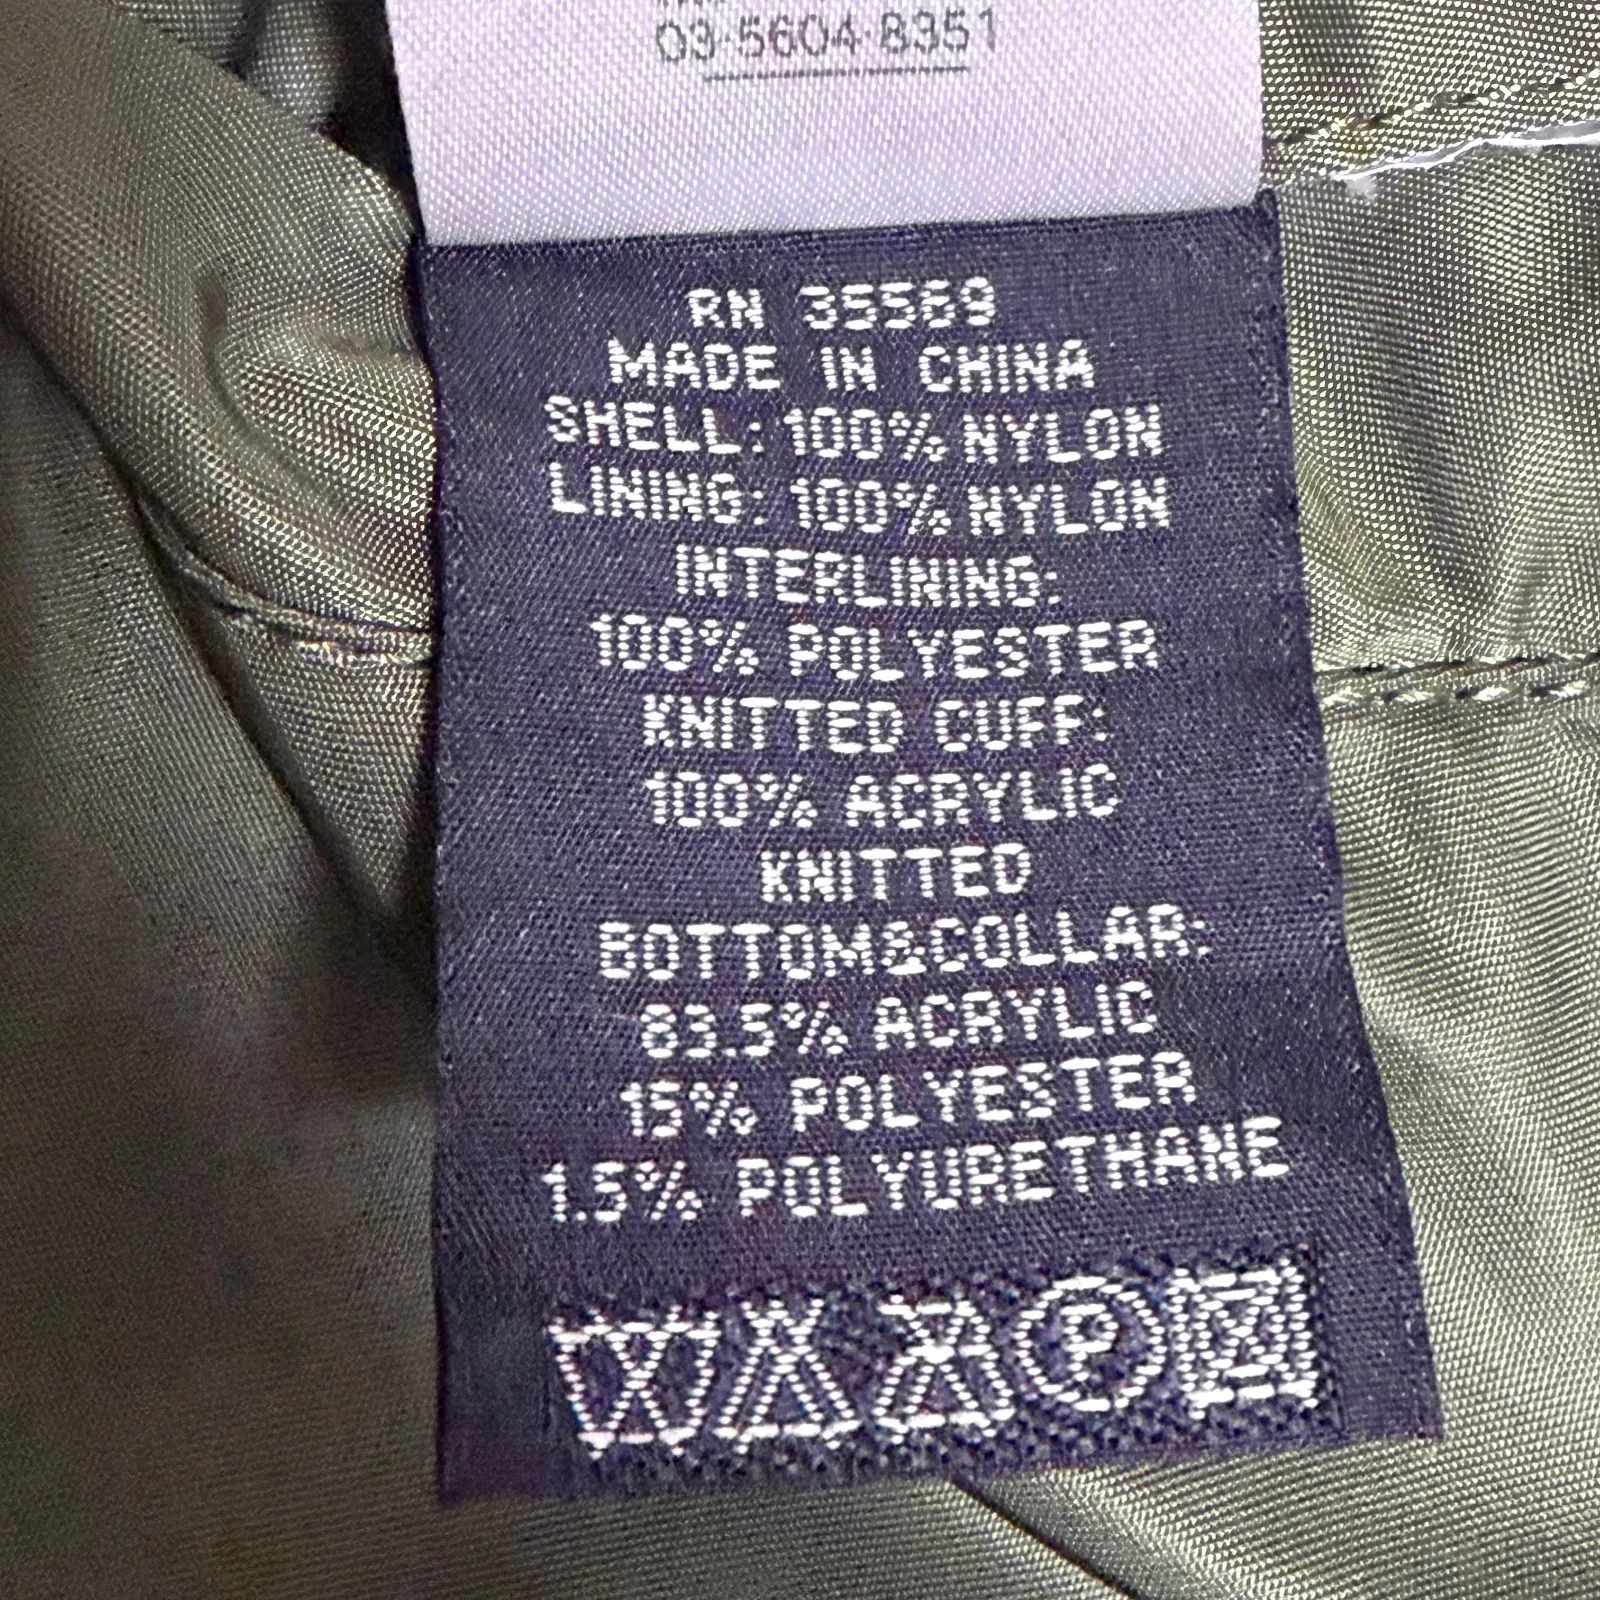 03-5604-8351
RN 35569
MADE IN CHINA
SHELL: 100% NYLON
LINING: 100% NYLON
INTERLINING:
100% POLYESTER
KNITTED CUFF:
100% ACRYLIC
KNITTED
BOTTOM&COLLAR:
83.5% ACRYLIC
15% POLYESTER
1.5% POLYURETHANE
P